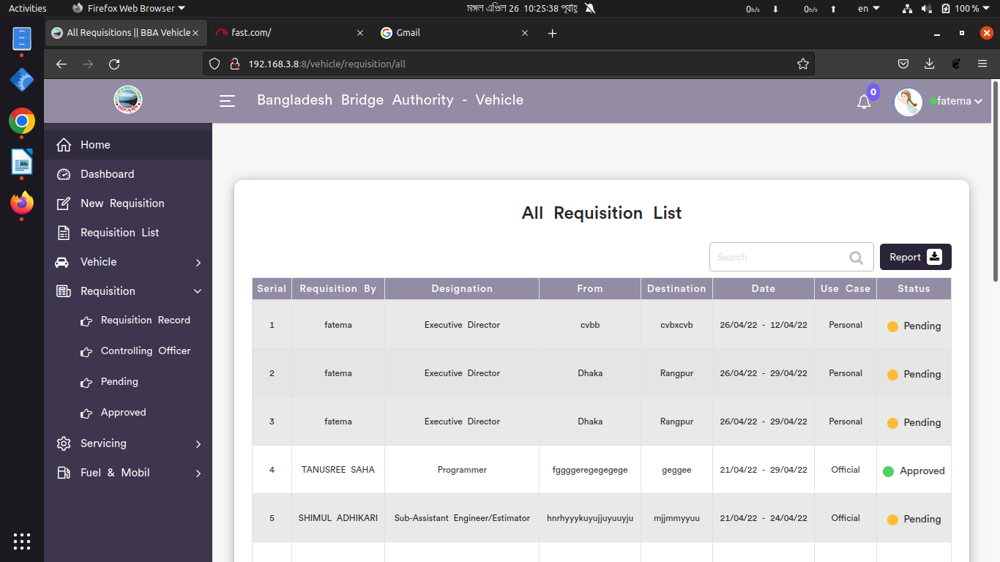 Activities Firefox Web Browser মঙ্গল এপ্রিল 26 10:25:38 পূর্বাহ্ণ 0b/s 0b/s en 100 %
All Requisitions || BBA Vehicle fast.com/ Gmail
192.168.3.8:8/vehicle/requisition/all
Bangladesh Bridge Authority - Vehicle 0 fatema
Home
Dashboard
New Requisition
Requisition List
Vehicle
Requisition
Requisition Record
Controlling Officer
Pending
Approved
Servicing
Fuel & Mobil
All Requisition List
Search Report
Serial Requisition By Designation From Destination Date Use Case Status
1 fatema Executive Director cvbb cvbxcvb 26/04/22 - 12/04/22 Personal Pending
2 fatema Executive Director Dhaka Rangpur 26/04/22 - 29/04/22 Personal Pending
3 fatema Executive Director Dhaka Rangpur 26/04/22 - 29/04/22 Personal Pending
4 TANUSREE SAHA Programmer fggggeregegegege geggee 21/04/22 - 29/04/22 Official Approved
5 SHIMUL ADHIKARI Sub-Assistant Engineer/Estimator hnrhyyykuyujjuyuuyju mjjmmyyuu 21/04/22 - 24/04/22 Official Pending